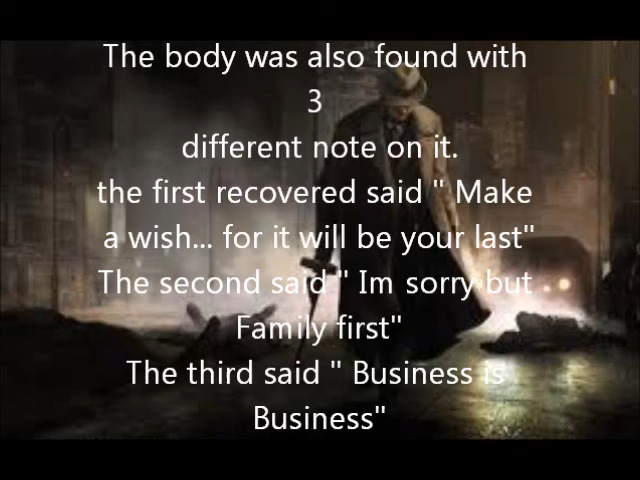 The body was also found with
3
different note on it.
the first recovered said " Make
a wish... for it will be your last"
The second said " Im sorry but
Family first"
The third said " Business is
Business"